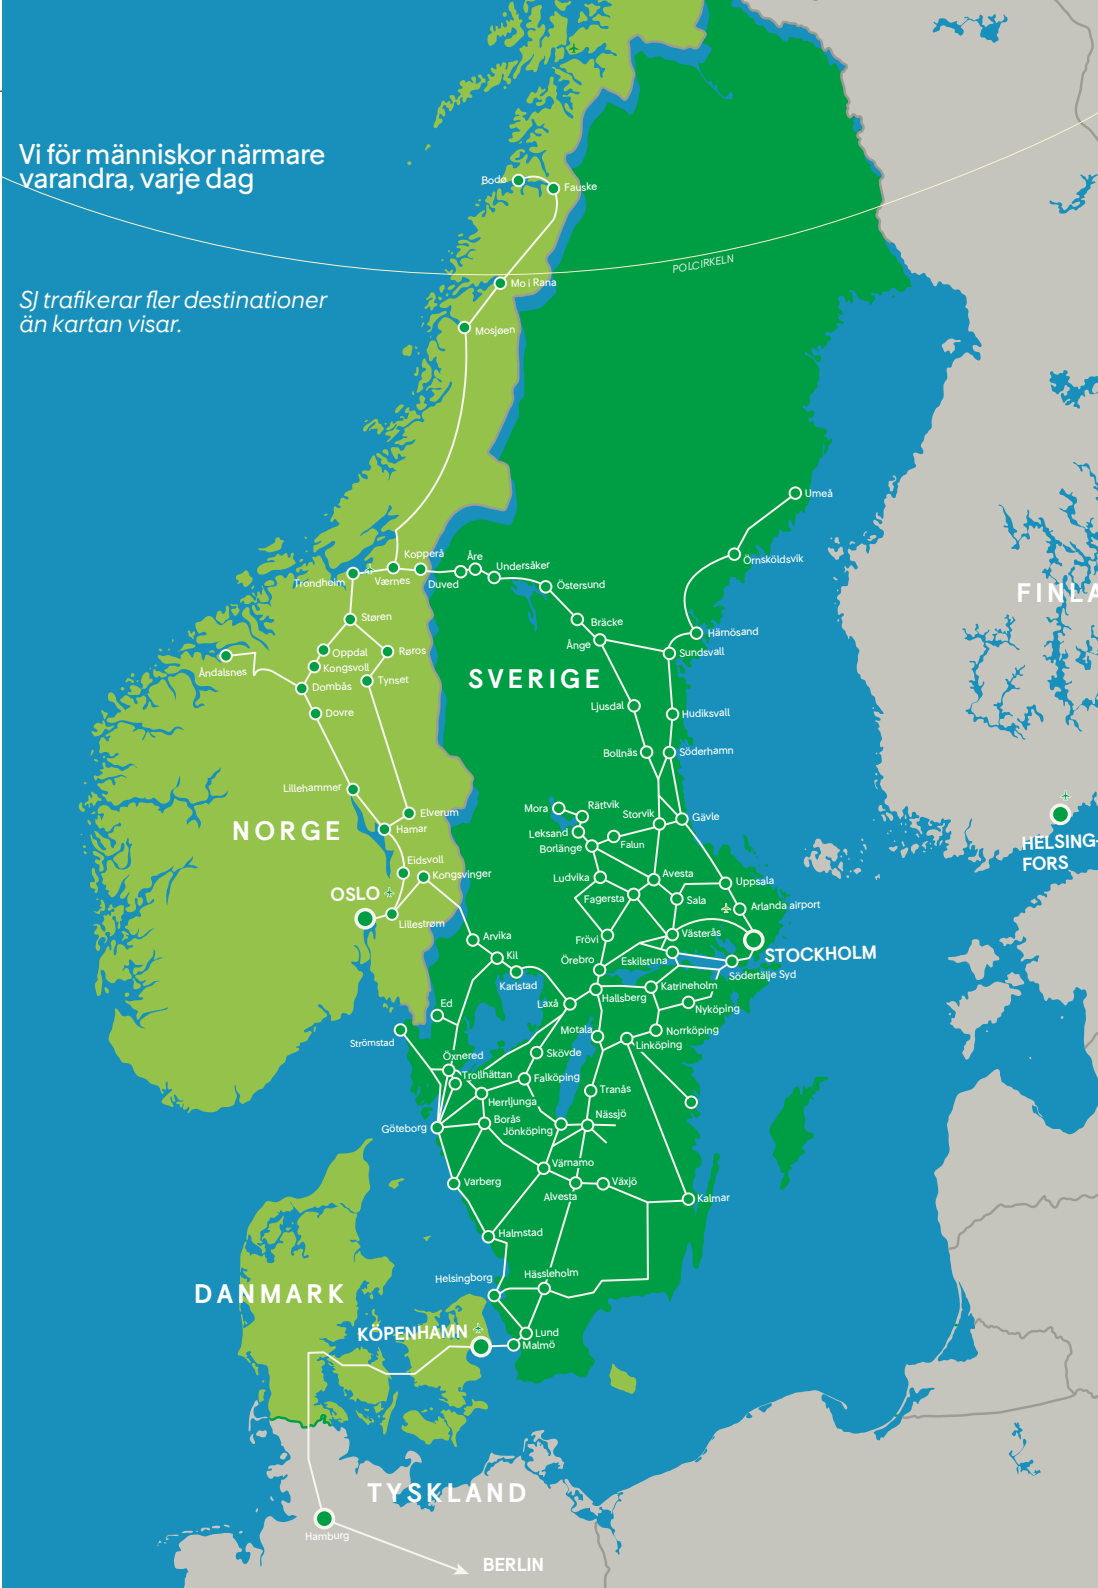 Vi för människor närmare
varandra, varje dag
SJ trafikerar fler destinationer
än kartan visar.
Bodø
Fauske
POLCIRKELN
Mo i Rana
Mosjøen
Umeå
Örnsköldsvik
Kopperå
Åre
Undersåker
Trondheim
Værnes
Duved
Östersund
FINLA
Støren
Bräcke
Härnösand
Ånge
Sundsvall
Oppdal
Røros
Kongsvoll
Åndalsnes
Tynset
SVERIGE
Dombås
Dovre
Ljusdal
Hudiksvall
Bollnäs
Söderhamn
Lillehammer
Mora
Rättvik
Storvik
Gävle
Elverum
NORGE
Hamar
Leksand
Falun
Borlänge
HELSING-
FORS
Eidsvoll
Kongsvinger
Ludvika
Avesta
Uppsala
OSLO
Fagersta
Sala
Arlanda airport
Lillestrøm
Arvika
Frövi
Västerås
Kil
Örebro
Eskilstuna
STOCKHOLM
Södertälje Syd
Karlstad
Katrineholm
Laxå
Hallsberg
Ed
Nyköping
Motala
Norrköping
Strömstad
Linköping
Öxnered
Skövde
Trollhättan
Falköping
Tranås
Herrljunga
Nässjö
Göteborg
Borås
Jönköping
Värnamo
Varberg
Växjö
Alvesta
Kalmar
Halmstad
Helsingborg
Hässleholm
DANMARK
KÖPENHAMN
Lund
Malmö
TYSKLAND
Hamburg
BERLIN